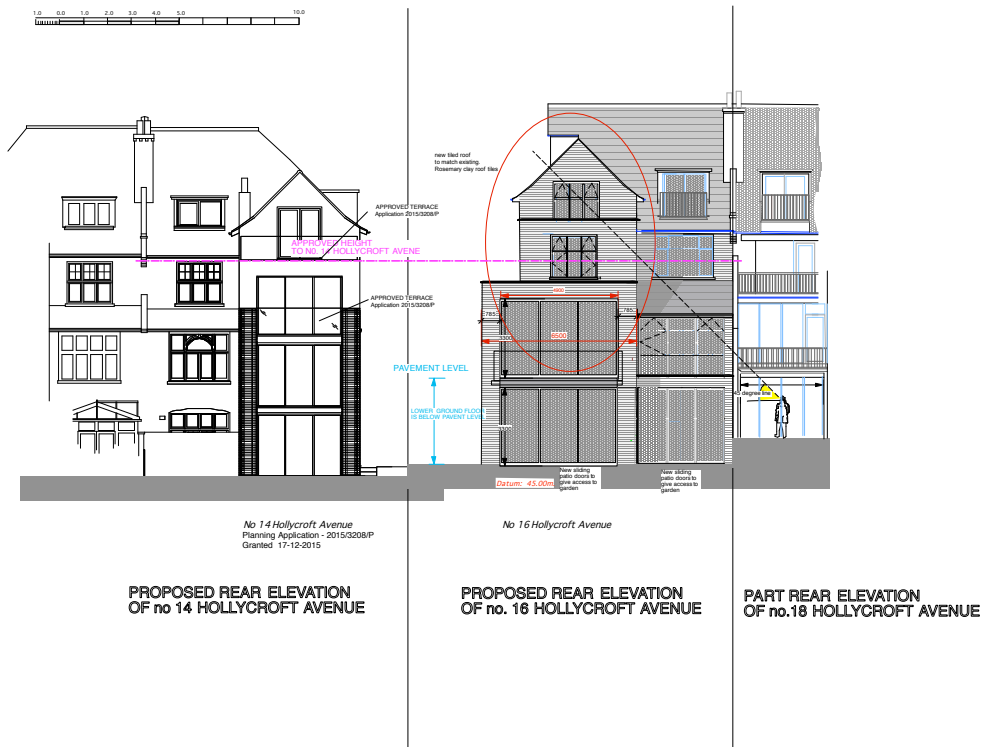 1.0 0.0 1.0 2.0 3.0 4.0 5.0 10.0
new tiled roof
to match existing.
Rosemary clay roof tiles
APPROVED TERRACE
Application 2015/3208/P
APPROVED HEIGHT
TO N0. 14 HOLLYCROFT AVENE
APPROVED TERRACE
Application 2015/3208/P
4900
785
785
3300
6500
PAVEMENT LEVEL
45 degree line
LOWER GROUND FLOOR
IS BELOW PAVENT LEVEL
New sliding
patio doors to
give access to
garden
New sliding
patio doors to
give access to
garden
Datum: 45.00m
No 14 Hollycroft Avenue
Planning Application - 2015/3208/P
Granted 17-12-2015
No 16 Hollycroft Avenue
PROPOSED REAR ELEVATION
OF no 14 HOLLYCROFT AVENUE
PROPOSED REAR ELEVATION
OF no. 16 HOLLYCROFT AVENUE
PART REAR ELEVATION
OF no.18 HOLLYCROFT AVENUE